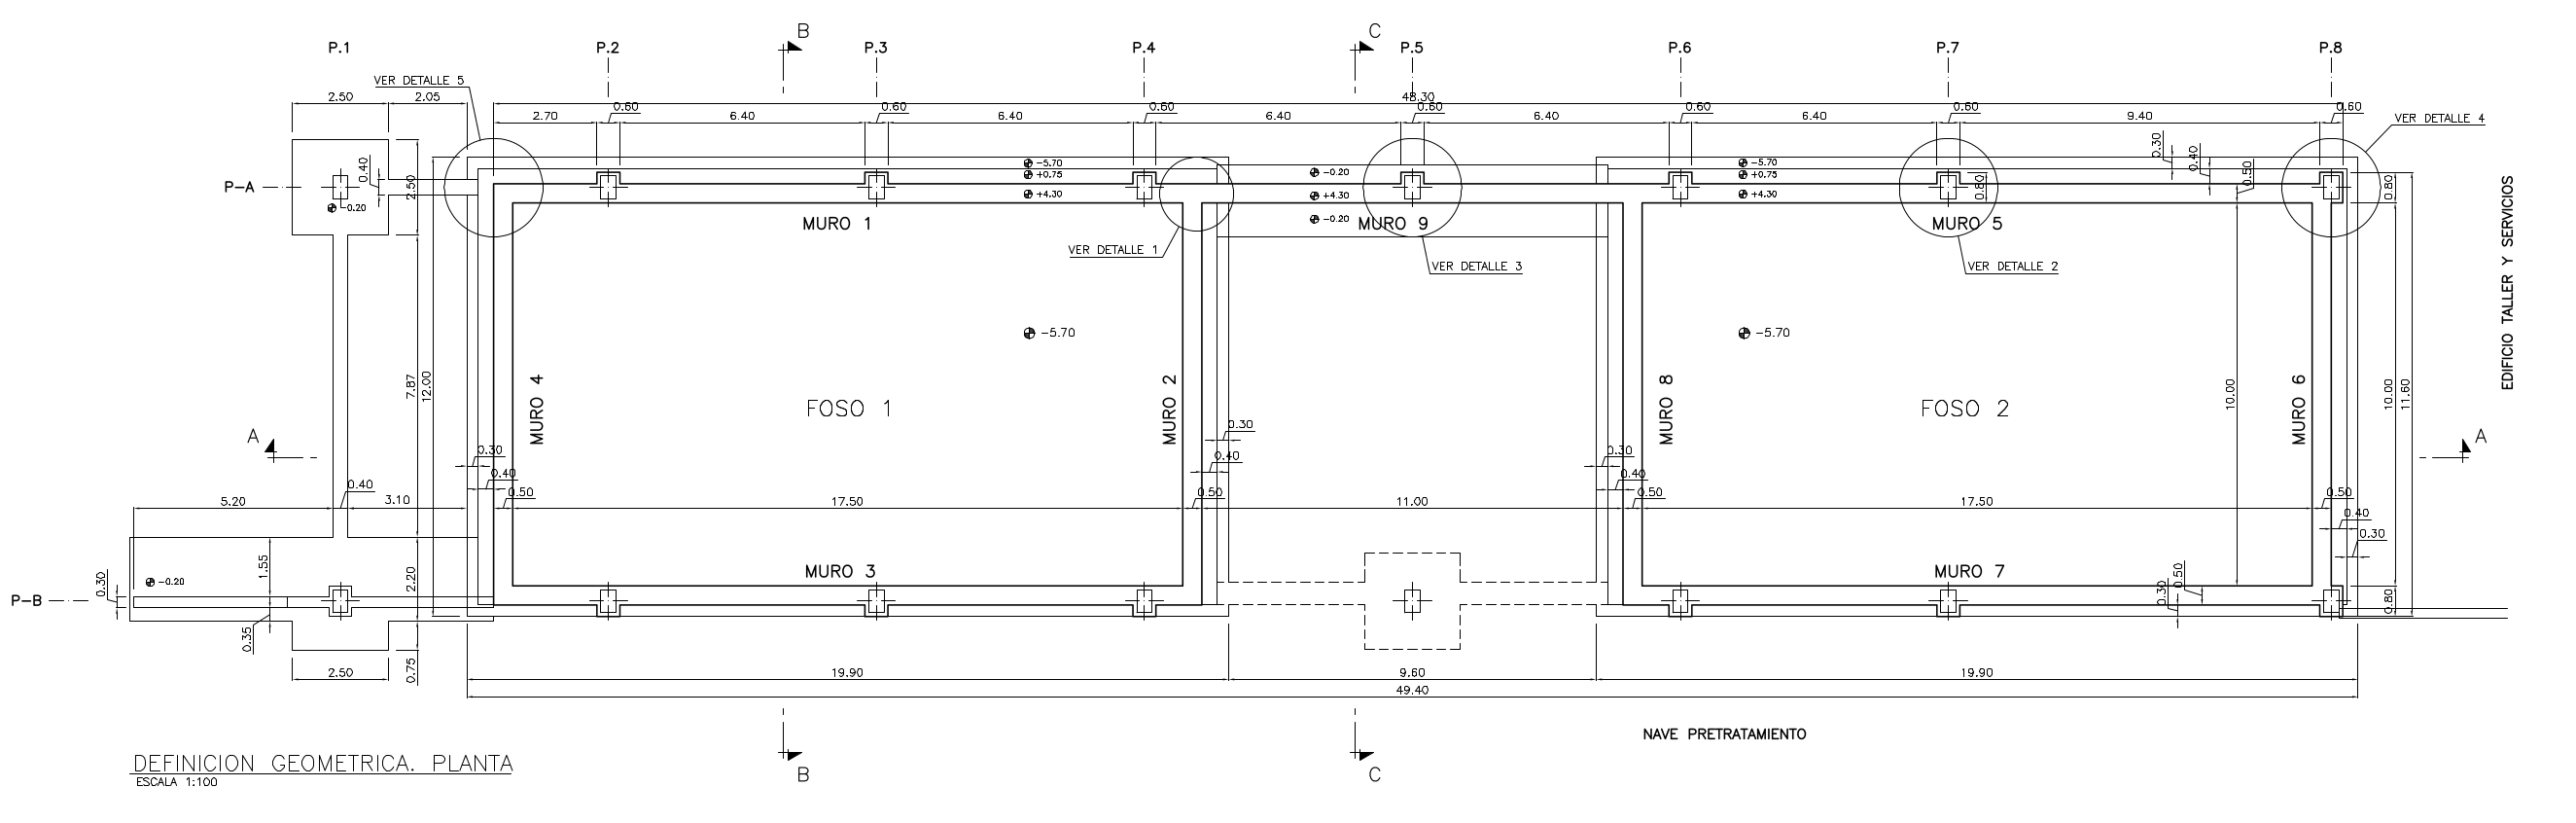 B C
P.1 P.2 P.3 P.4 P.5 P.6 P.7 P.8
VER DETALLE 5
2.50 2.05 48.30
0.60 0.60 0.60 0.60 0.60 0.60 0.60
2.70 6.40 6.40 6.40 6.40 6.40 9.40
VER DETALLE 4
0.30 0.40 0.50
-5.70 -0.20 -5.70
+0.75 +0.75
+4.30 +4.30 +4.30
-0.20
P-A
0.40
2.50
-0.20
0.80
0.80
MURO 1 MURO 9 MURO 5
VER DETALLE 1
VER DETALLE 3
VER DETALLE 2
EDIFICIO TALLER Y SERVICIOS
-5.70 -5.70
7.87
12.00
MURO 4
FOSO 1
MURO 2
MURO 8
FOSO 2
10.00
MURO 6
10.00
11.60
A A
0.30 0.30 0.30
0.40 0.40 0.40
5.20 0.40 3.10 0.50 17.50 0.50 11.00 0.50 17.50 0.50
0.40
0.30
1.55
2.20
0.30
-0.20
MURO 3 MURO 7
0.50
0.30
0.80
P-B
0.35
0.75
2.50 19.90 9.60 19.90
49.40
NAVE PRETRATAMIENTO
DEFINICION GEOMETRICA. PLANTA
ESCALA 1:100
B C